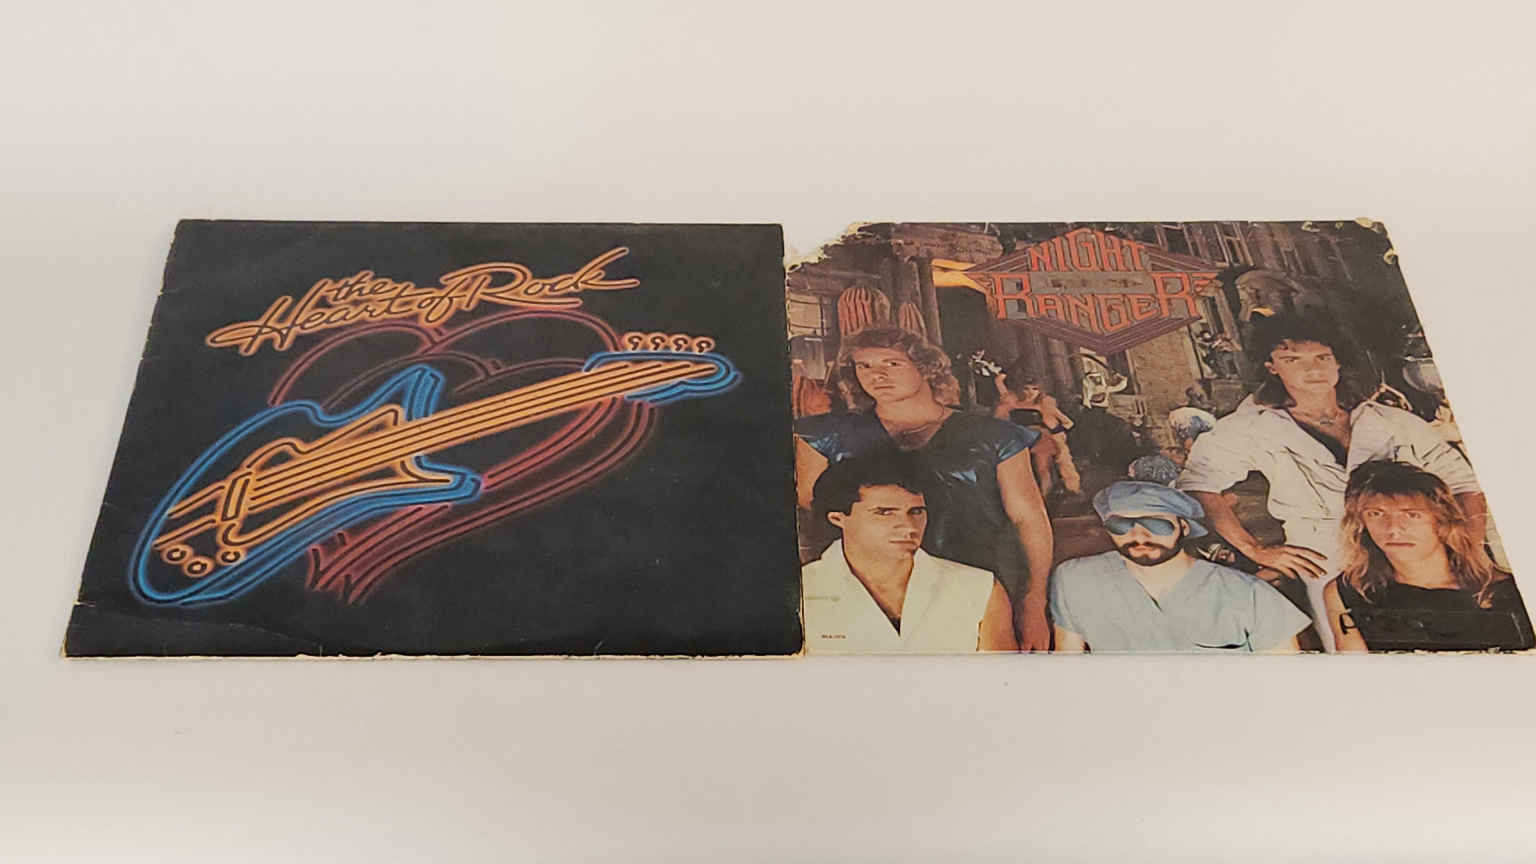 the
Heart of Rock
NIGHT
RANGER